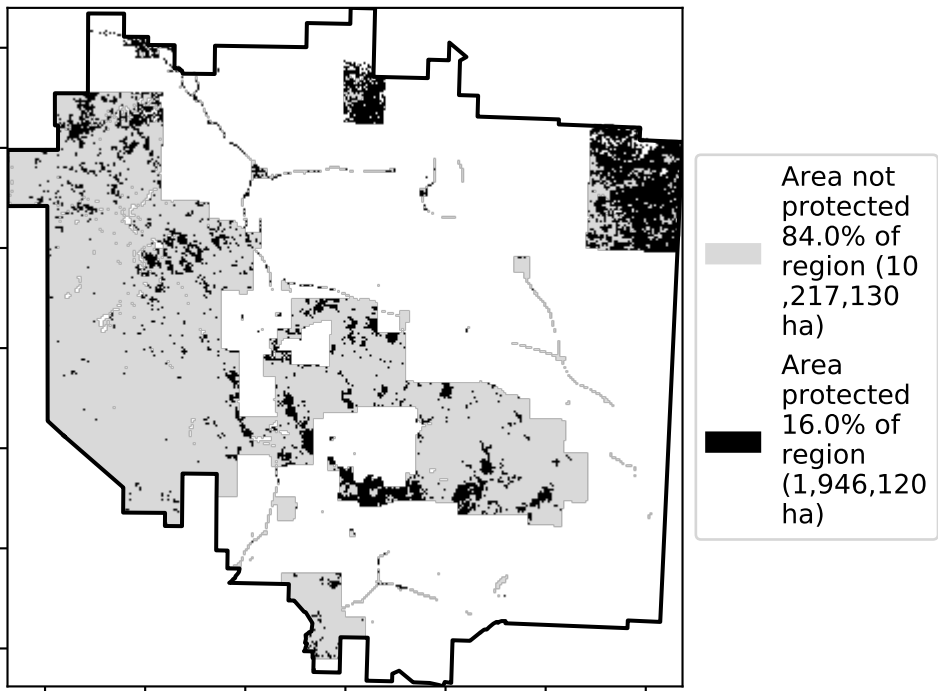 Area not
protected
84.0% of
region (10
,217,130
ha)
Area
protected
16.0% of
region
(1,946,120
ha)